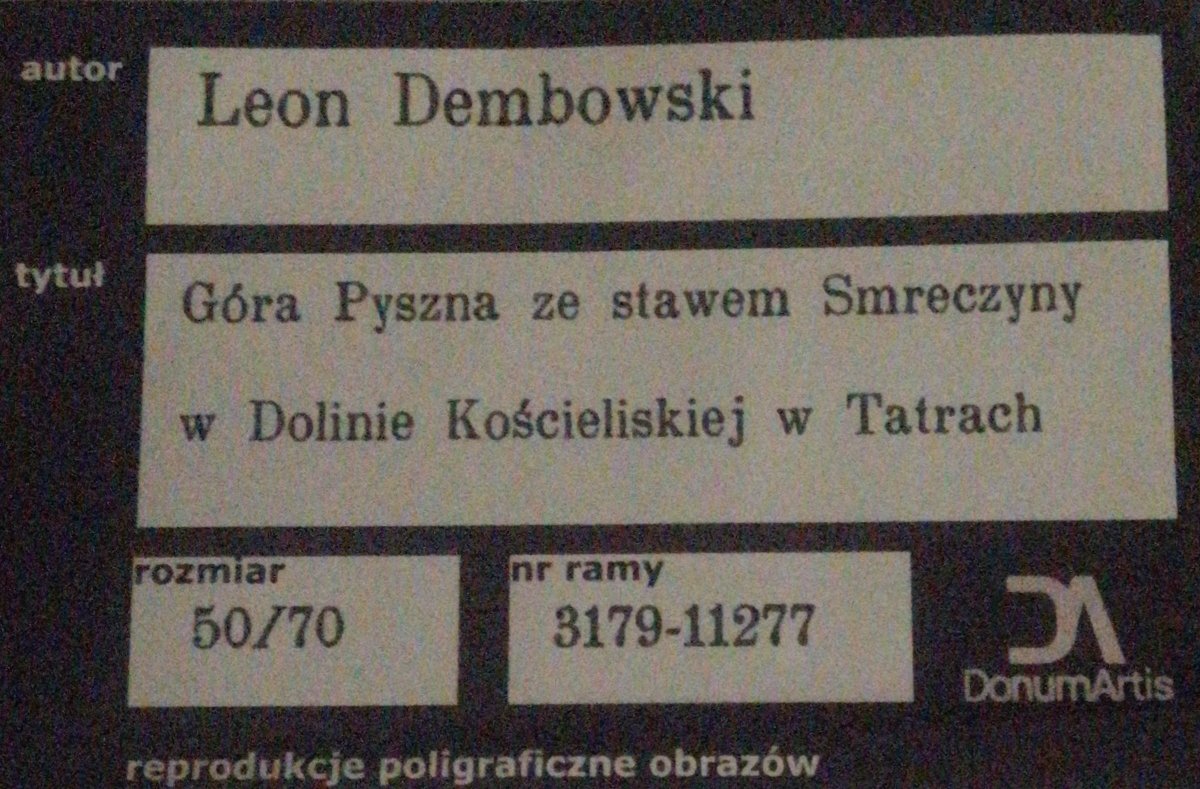 autor
Leon Dembowski
tytuł
Góra Pyszna ze stawem Smreczyny
w Dolinie Kościeliskiej w Tatrach
rozmiar
50/70
nr ramy
3179-11277
DA
DonumArtis
reprodukcje poligraficzne obrazów